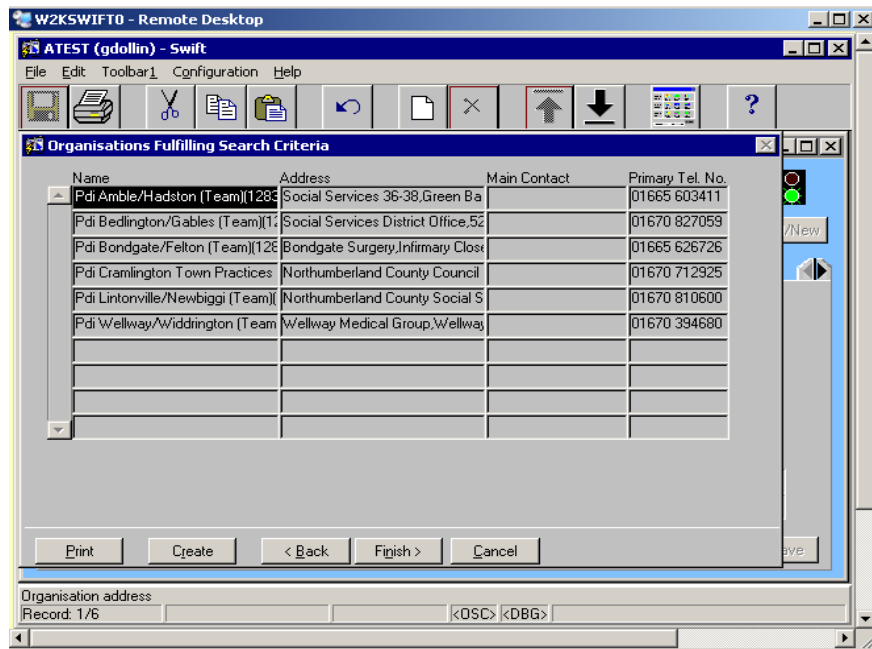 W2KSWIFT0 - Remote Desktop
ATEST (gdollin) - Swift
File Edit Toolbar1 Configuration Help
?
Organisations Fulfilling Search Criteria
Name Address Main Contact Primary Tel. No.
Pdi Amble/Hadston (Team)(1283 Social Services 36-38,Green Ba 01665 603411
Pdi Bedlington/Gables (Team)(12 Social Services District Office,52 01670 827059
/New
Pdi Bondgate/Felton (Team)(128 Bondgate Surgery,Infirmary Close 01665 626726
Pdi Cramlington Town Practices Northumberland County Council 01670 712925
Pdi Lintonville/Newbiggi (Team)( Northumberland County Social S 01670 810600
Pdi Wellway/Widdrington (Team Wellway Medical Group,Wellway 01670 394680
Print Create < Back Finish > Cancel ave
Organisation address
Record: 1/6 <OSC> <DBG>